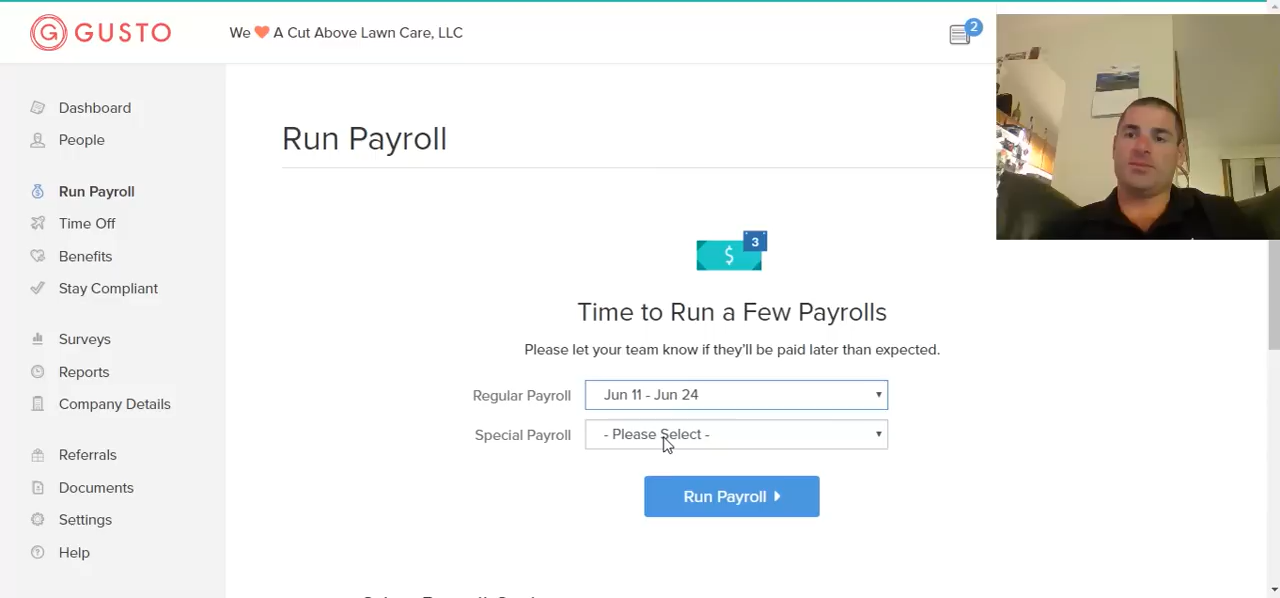 GUSTO
We ❤ A Cut Above Lawn Care, LLC
2
Dashboard
People
Run Payroll
Time Off
Benefits
Stay Compliant
Surveys
Reports
Company Details
Referrals
Documents
Settings
Help
Run Payroll
3
$
Time to Run a Few Payrolls
Please let your team know if they'll be paid later than expected.
Regular Payroll Jun 11 - Jun 24
Special Payroll - Please Select -
Run Payroll